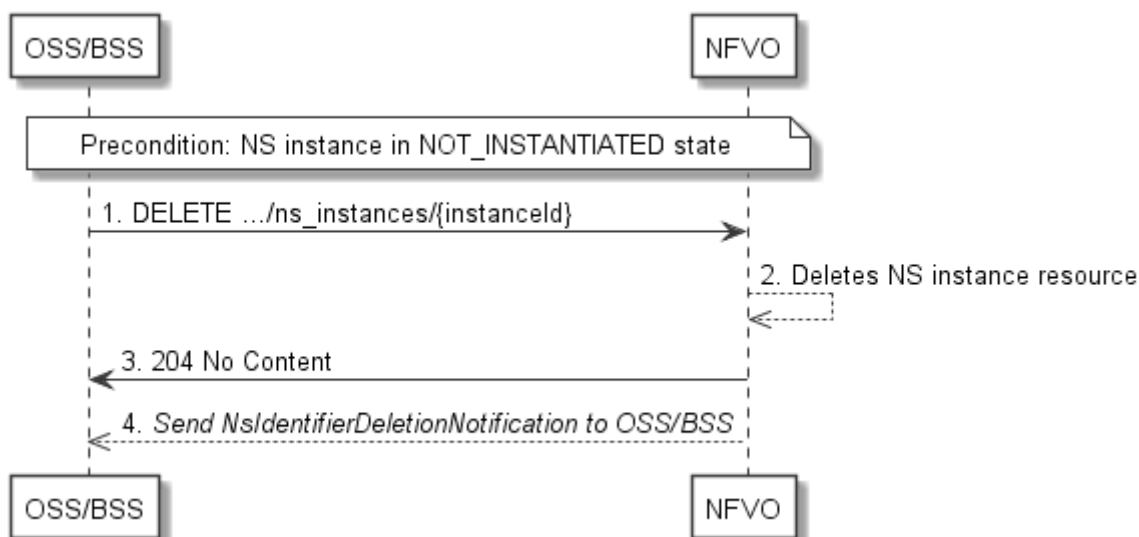 OSS/BSS
NFVO
Precondition: NS instance in NOT_INSTANTIATED state
1. DELETE …/ns_instances/{instanceId}
2. Deletes NS instance resource
3. 204 No Content
4. Send NsIdentifierDeletionNotification to OSS/BSS
OSS/BSS
NFVO